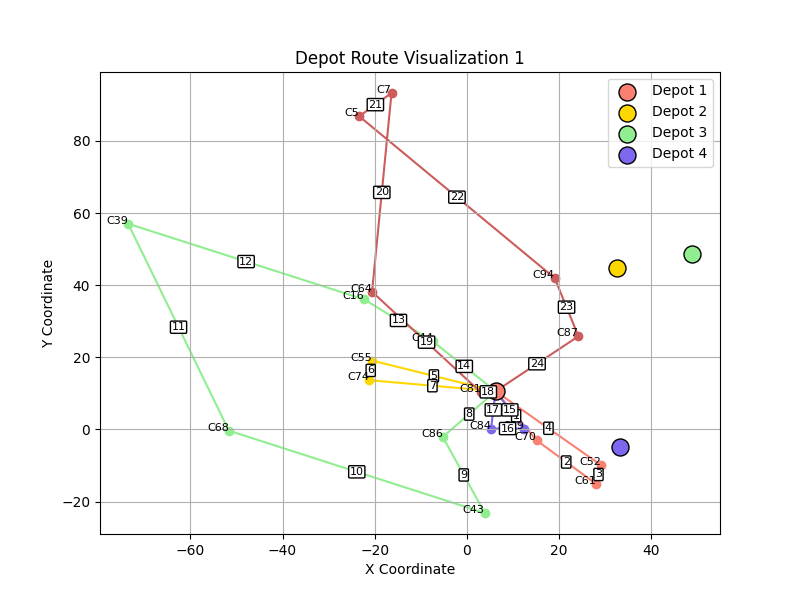 Depot Route Visualization 1
Depot 1
Depot 2
Depot 3
Depot 4
C7
21
C5
20
22
C39
12
C94
C64
C16
13
23
11
19
C87
C55
14
24
6
5
C74
7
C81
18
8
17
15
1
C68
C86
C84
16
4
C70
2
C52
10
9
3
C61
C43
80
60
40
20
0
−20
−60
−40
−20
0
20
40
Y Coordinate
X Coordinate